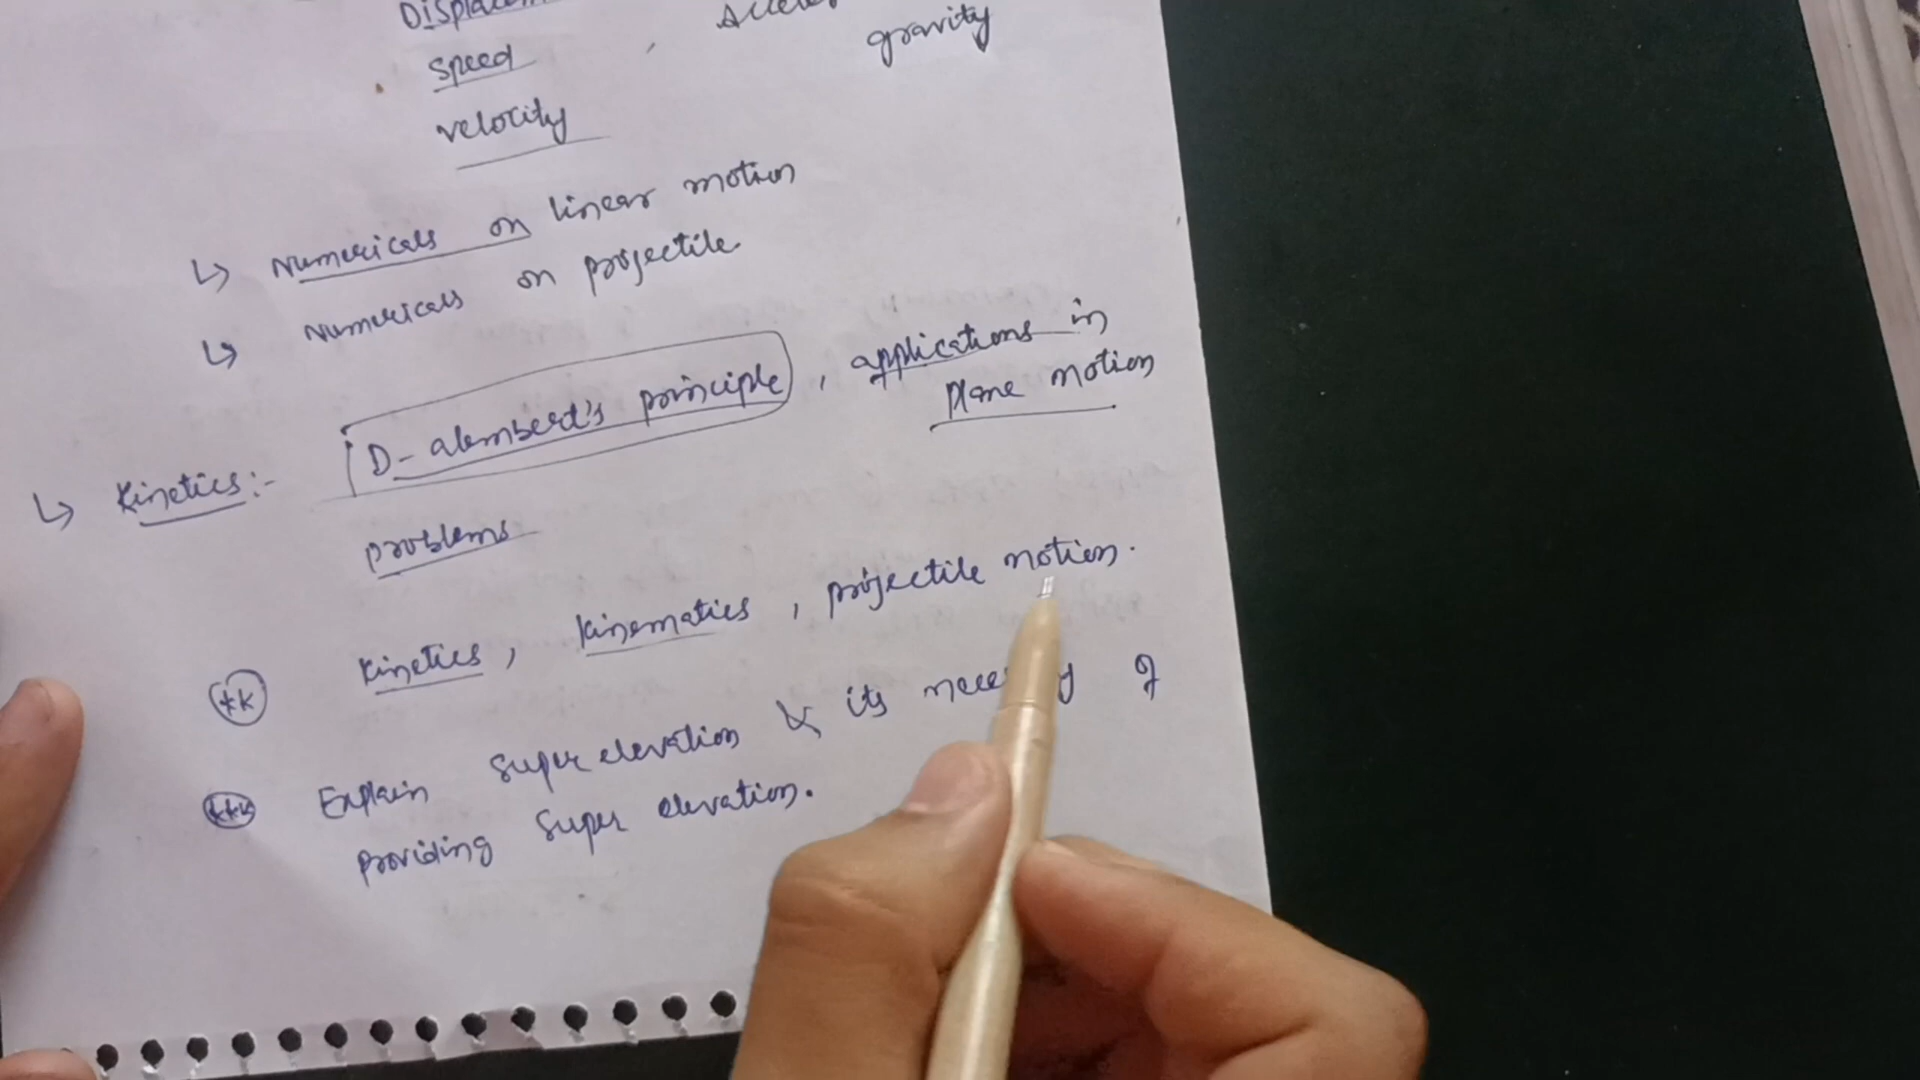 speed
gravity
velocity
↳ Numericals on linear motion
↳ Numericals on projectile
↳ Kinetics:- D-alembert's principle, applications in
plane motion
problems
Kinetics, kinematics, projectile motion.
Explain super elevation & its of
providing super elevation.